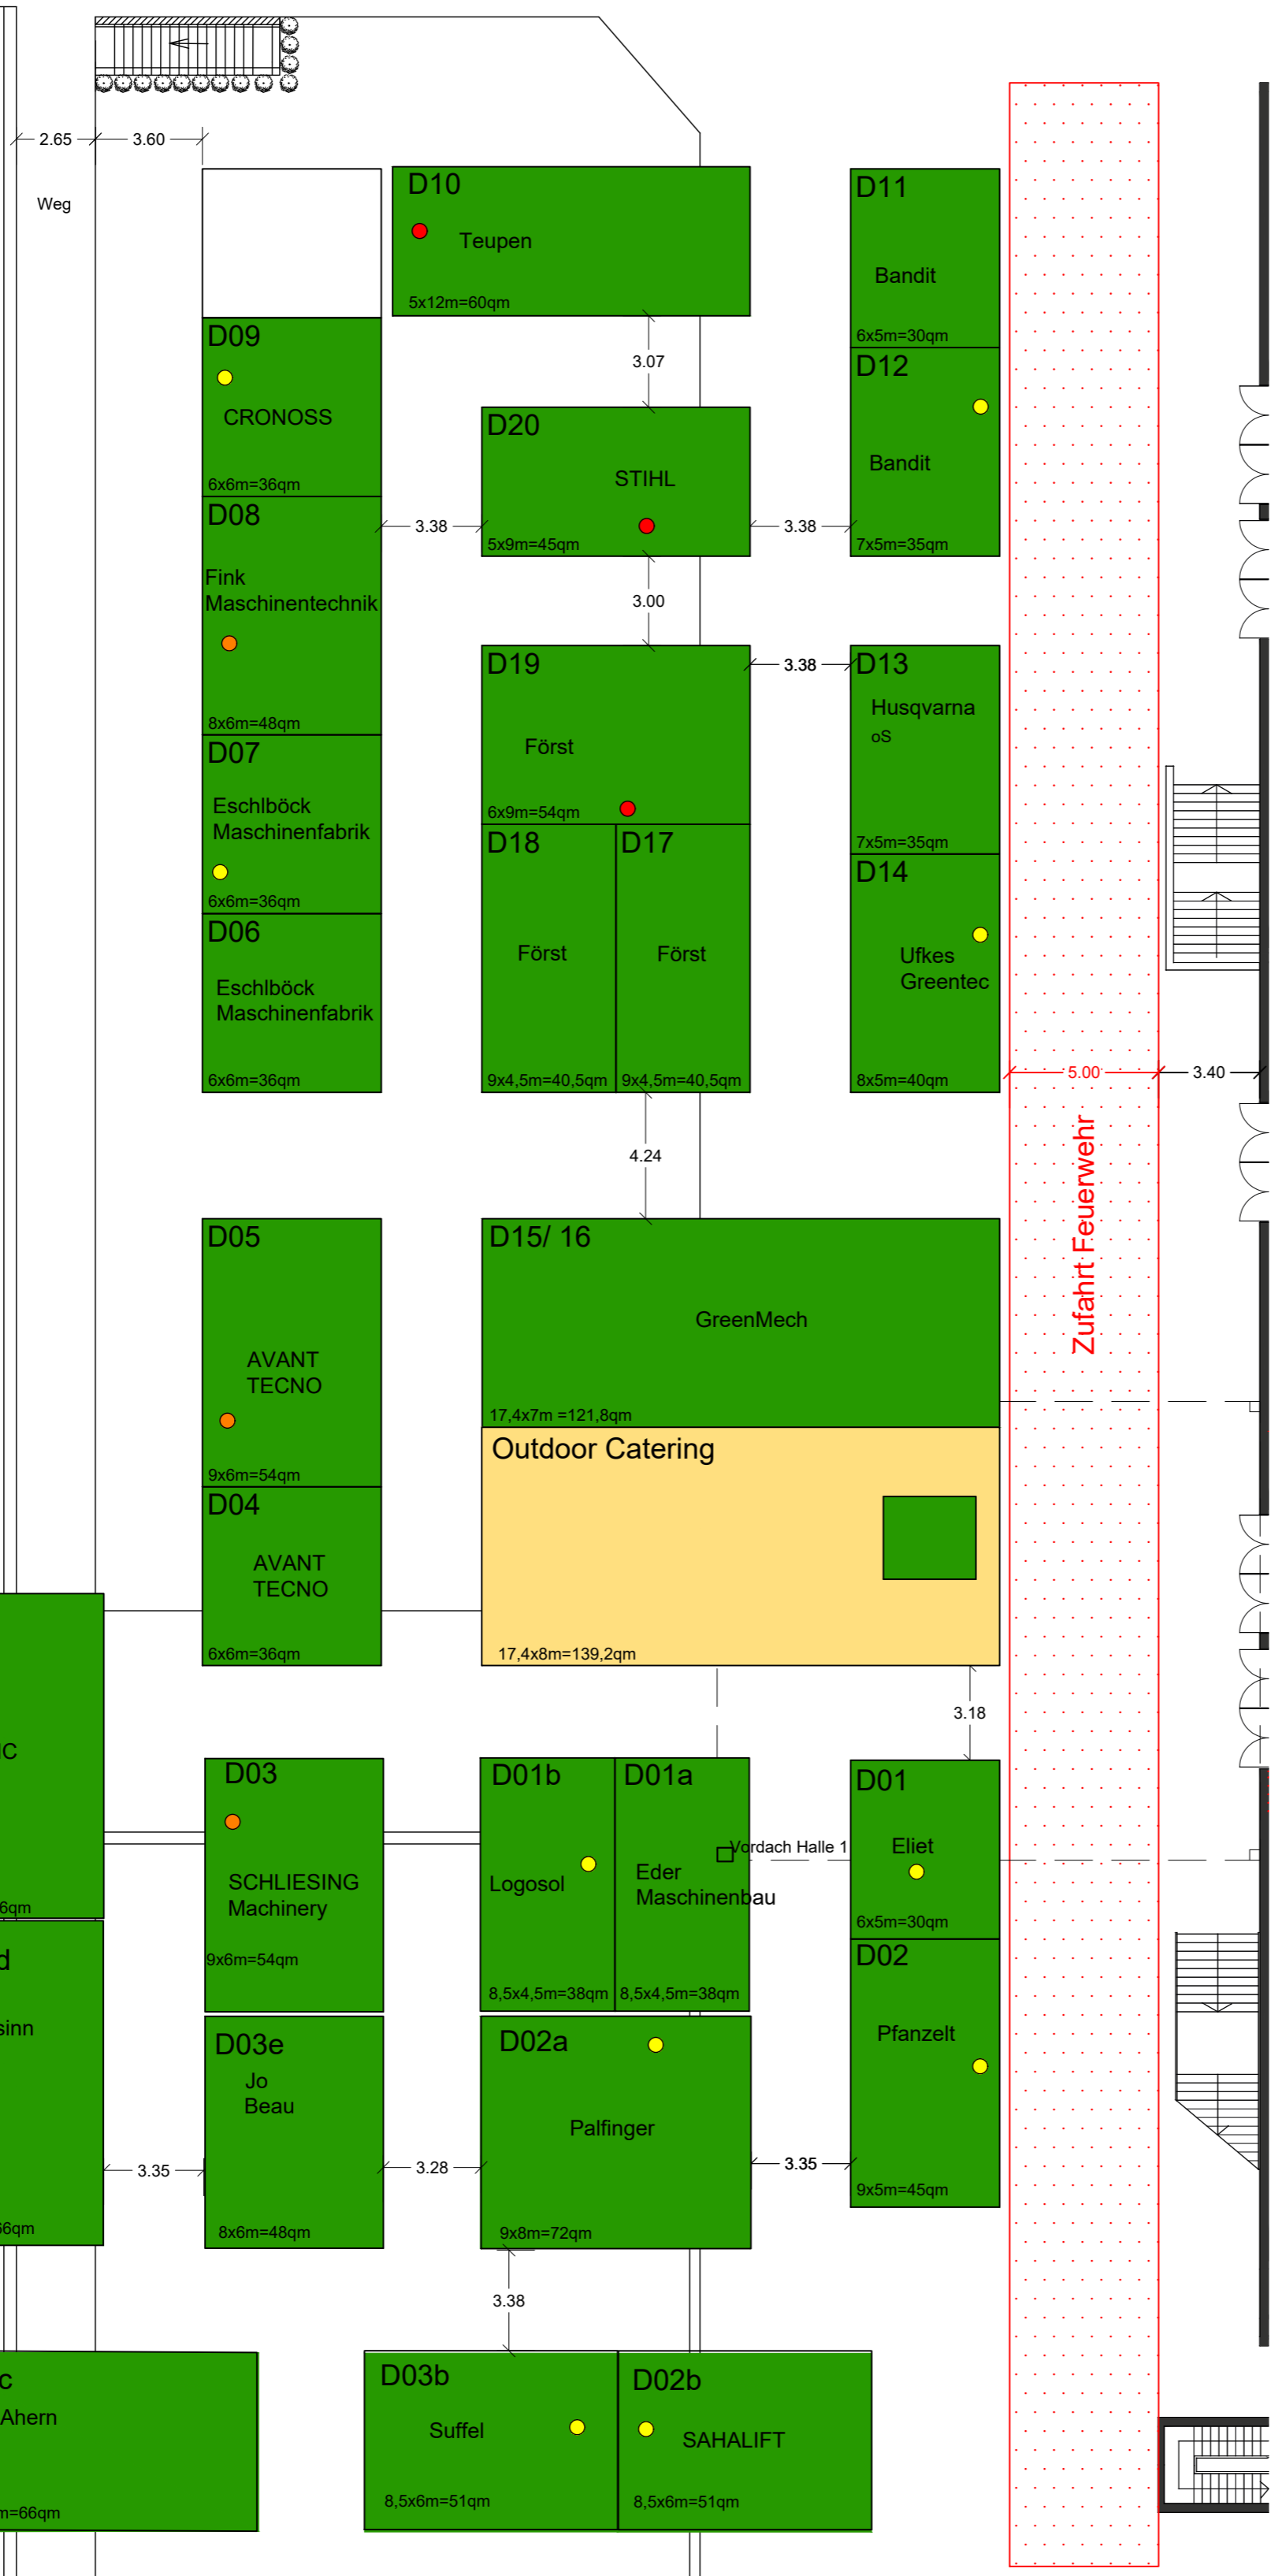 2.65
3.60
Weg
D10
Teupen
5x12m=60qm
D11
Bandit
6x5m=30qm
D09
CRONOSS
6x6m=36qm
3.07
D12
Bandit
7x5m=35qm
D20
STIHL
5x9m=45qm
D08
Fink
Maschinentechnik
8x6m=48qm
3.38
3.38
3.00
D19
Först
6x9m=54qm
3.38
D13
Husqvarna
oS
7x5m=35qm
D07
Eschlböck
Maschinenfabrik
6x6m=36qm
D18
Först
9x4,5m=40,5qm
D17
Först
9x4,5m=40,5qm
D14
Ufkes
Greentec
8x5m=40qm
D06
Eschlböck
Maschinenfabrik
6x6m=36qm
5.00
3.40
Zufahrt Feuerwehr
4.24
D05
AVANT
TECNO
9x6m=54qm
D15/ 16
GreenMech
17,4x7m =121,8qm
Outdoor Catering
17,4x8m=139,2qm
D04
AVANT
TECNO
6x6m=36qm
3.18
D03
SCHLIESING
Machinery
9x6m=54qm
D01b
Logosol
8,5x4,5m=38qm
D01a
Eder
Maschinenbau
8,5x4,5m=38qm
Vordach Halle 1
D01
Eliet
6x5m=30qm
D02
Pfanzelt
9x5m=45qm
6qm
d
sinn
66qm
3.35
D03e
Jo
Beau
8x6m=48qm
3.28
D02a
Palfinger
9x8m=72qm
3.35
3.38
c
Ahern
m=66qm
D03b
Suffel
8,5x6m=51qm
D02b
SAHALIFT
8,5x6m=51qm